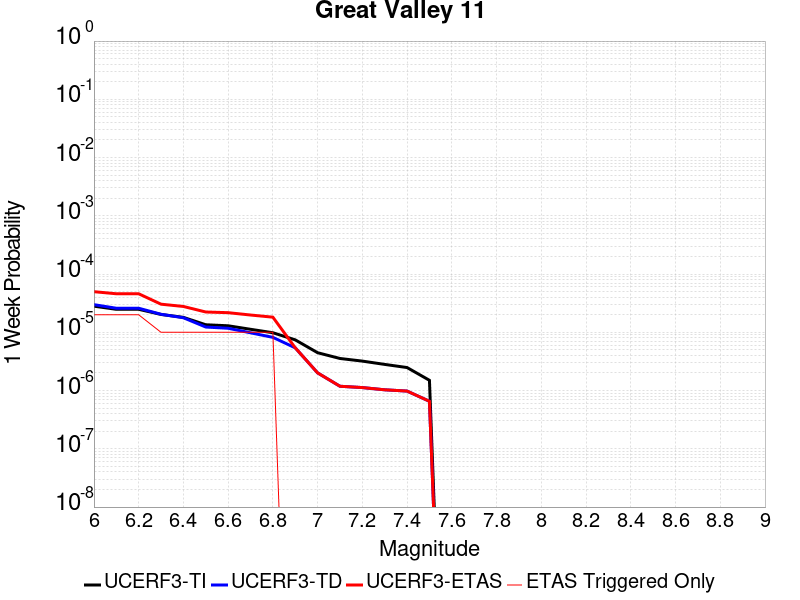 Great Valley 11
10^0
10^-1
10^-2
10^-3
10^-4
10^-5
10^-6
10^-7
10^-8
1 Week Probability
6 6.2 6.4 6.6 6.8 7 7.2 7.4 7.6 7.8 8 8.2 8.4 8.6 8.8 9
Magnitude
UCERF3-TI UCERF3-TD UCERF3-ETAS ETAS Triggered Only